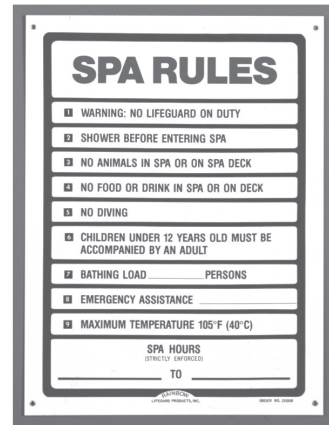 SPA RULES
1 WARNING: NO LIFEGUARD ON DUTY
2 SHOWER BEFORE ENTERING SPA
3 NO ANIMALS IN SPA OR ON SPA DECK
4 NO FOOD OR DRINK IN SPA OR ON DECK
5 NO DIVING
6 CHILDREN UNDER 12 YEARS OLD MUST BE
ACCOMPANIED BY AN ADULT
7 BATHING LOAD PERSONS
8 EMERGENCY ASSISTANCE
9 MAXIMUM TEMPERATURE 105°F (40°C)
SPA HOURS
(STRICTLY ENFORCED)
TO
RAINBOW
LIFEGUARD PRODUCTS, INC.
ORDER NO.